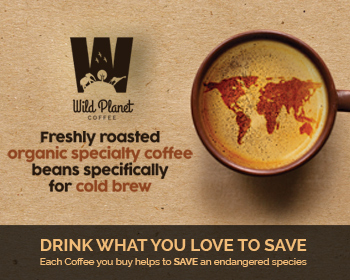 W
Wild Planet
COFFEE
Freshly roasted
organic specialty coffee
beans specifically
for cold brew
DRINK WHAT YOU LOVE TO SAVE
Each Coffee you buy helps to SAVE an endangered species